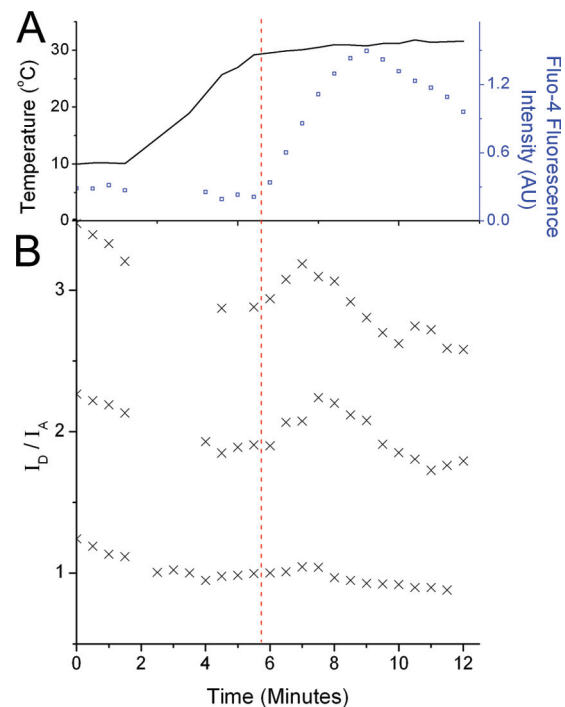 A
Temperature (°C)
30
20
10
0
1.2
0.6
0.0
Fluo-4 Fluorescence
Intensity (AU)
B
I_D / I_A
3
2
1
0 2 4 6 8 10 12
Time (Minutes)